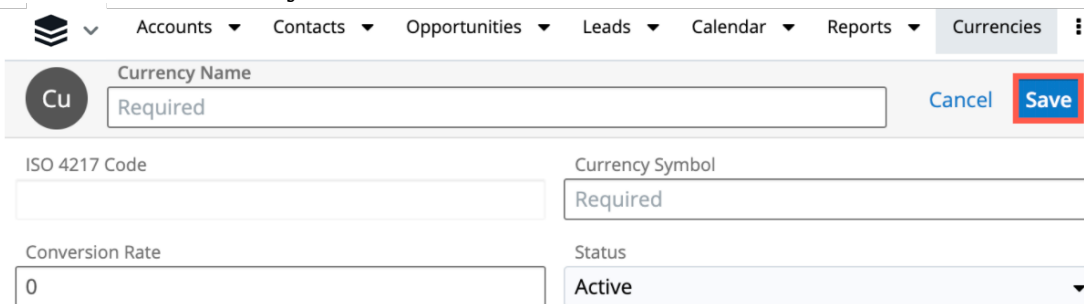 Accounts Contacts Opportunities Leads Calendar Reports Currencies
Currency Name
Cu
Required
Cancel Save
ISO 4217 Code Currency Symbol
Required
Conversion Rate Status
0 Active